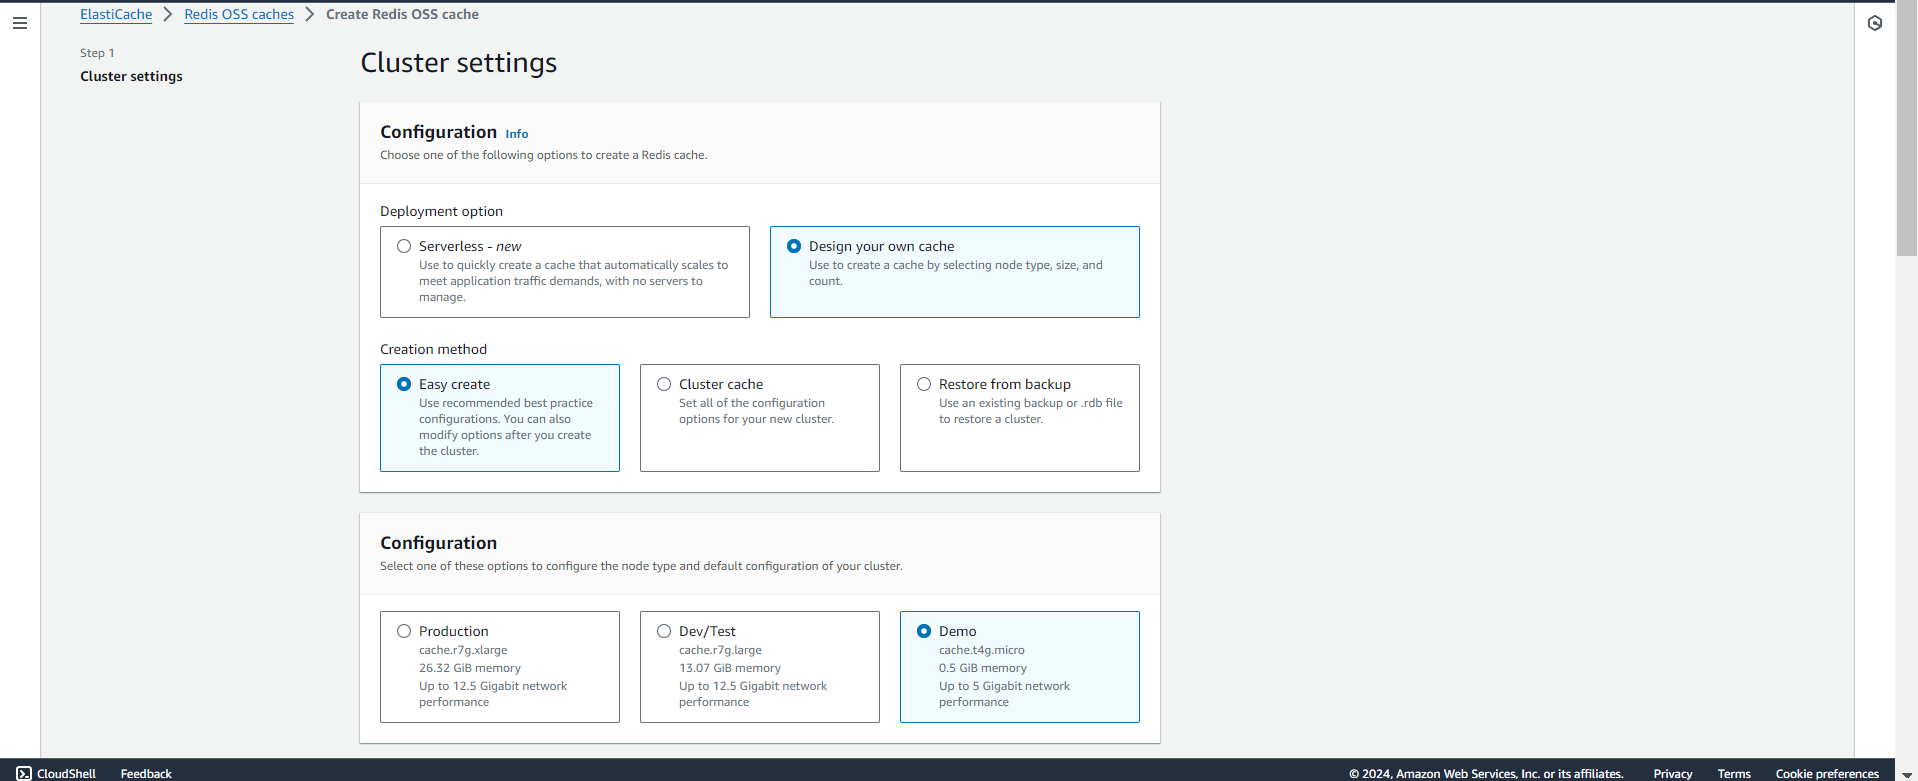 ElastiCache > Redis OSS caches > Create Redis OSS cache
Step 1
Cluster settings
Cluster settings
Configuration Info
Choose one of the following options to create a Redis cache.
Deployment option
Serverless - new
Use to quickly create a cache that automatically scales to
meet application traffic demands, with no servers to
manage.
Design your own cache
Use to create a cache by selecting node type, size, and
count.
Creation method
Easy create
Use recommended best practice
configurations. You can also
modify options after you create
the cluster.
Cluster cache
Set all of the configuration
options for your new cluster.
Restore from backup
Use an existing backup or .rdb file
to restore a cluster.
Configuration
Select one of these options to configure the node type and default configuration of your cluster.
Production
cache.r7g.xlarge
26.32 GiB memory
Up to 12.5 Gigabit network
performance
Dev/Test
cache.r7g.large
13.07 GiB memory
Up to 12.5 Gigabit network
performance
Demo
cache.t4g.micro
0.5 GiB memory
Up to 5 Gigabit network
performance
CloudShell Feedback © 2024, Amazon Web Services, Inc. or its affiliates. Privacy Terms Cookie preferences